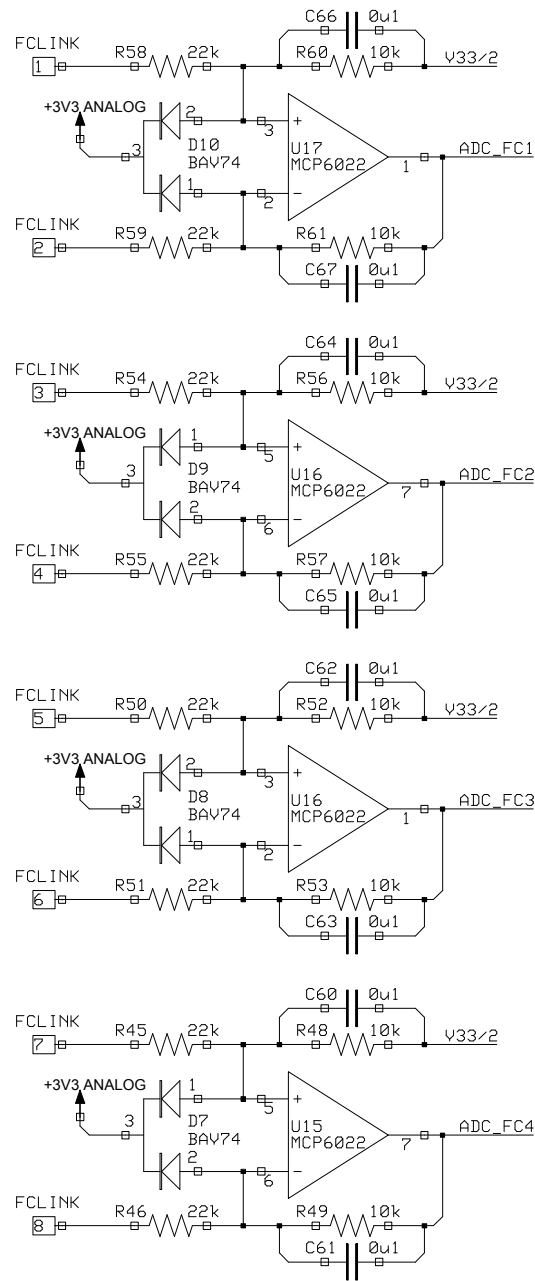 C66 0u1
FCLINK R58 22k R60 10k V33/2
1
+3V3 ANALOG
2 3 +
3 D10 U17 ADC_FC1
BAV74 MCP6022 1
1 2 -
FCLINK R59 22k R61 10k
2
C67 0u1
C64 0u1
FCLINK R54 22k R56 10k V33/2
3
+3V3 ANALOG
1 5 +
3 D9 U16 ADC_FC2
BAV74 MCP6022 7
2 6 -
FCLINK R55 22k R57 10k
4
C65 0u1
C62 0u1
FCLINK R50 22k R52 10k V33/2
5
+3V3 ANALOG
2 3 +
3 D8 U16 ADC_FC3
BAV74 MCP6022 1
1 2 -
FCLINK R51 22k R53 10k
6
C63 0u1
C60 0u1
FCLINK R45 22k R48 10k V33/2
7
+3V3 ANALOG
1 5 +
3 D7 U15 ADC_FC4
BAV74 MCP6022 7
2 6 -
FCLINK R46 22k R49 10k
8
C61 0u1